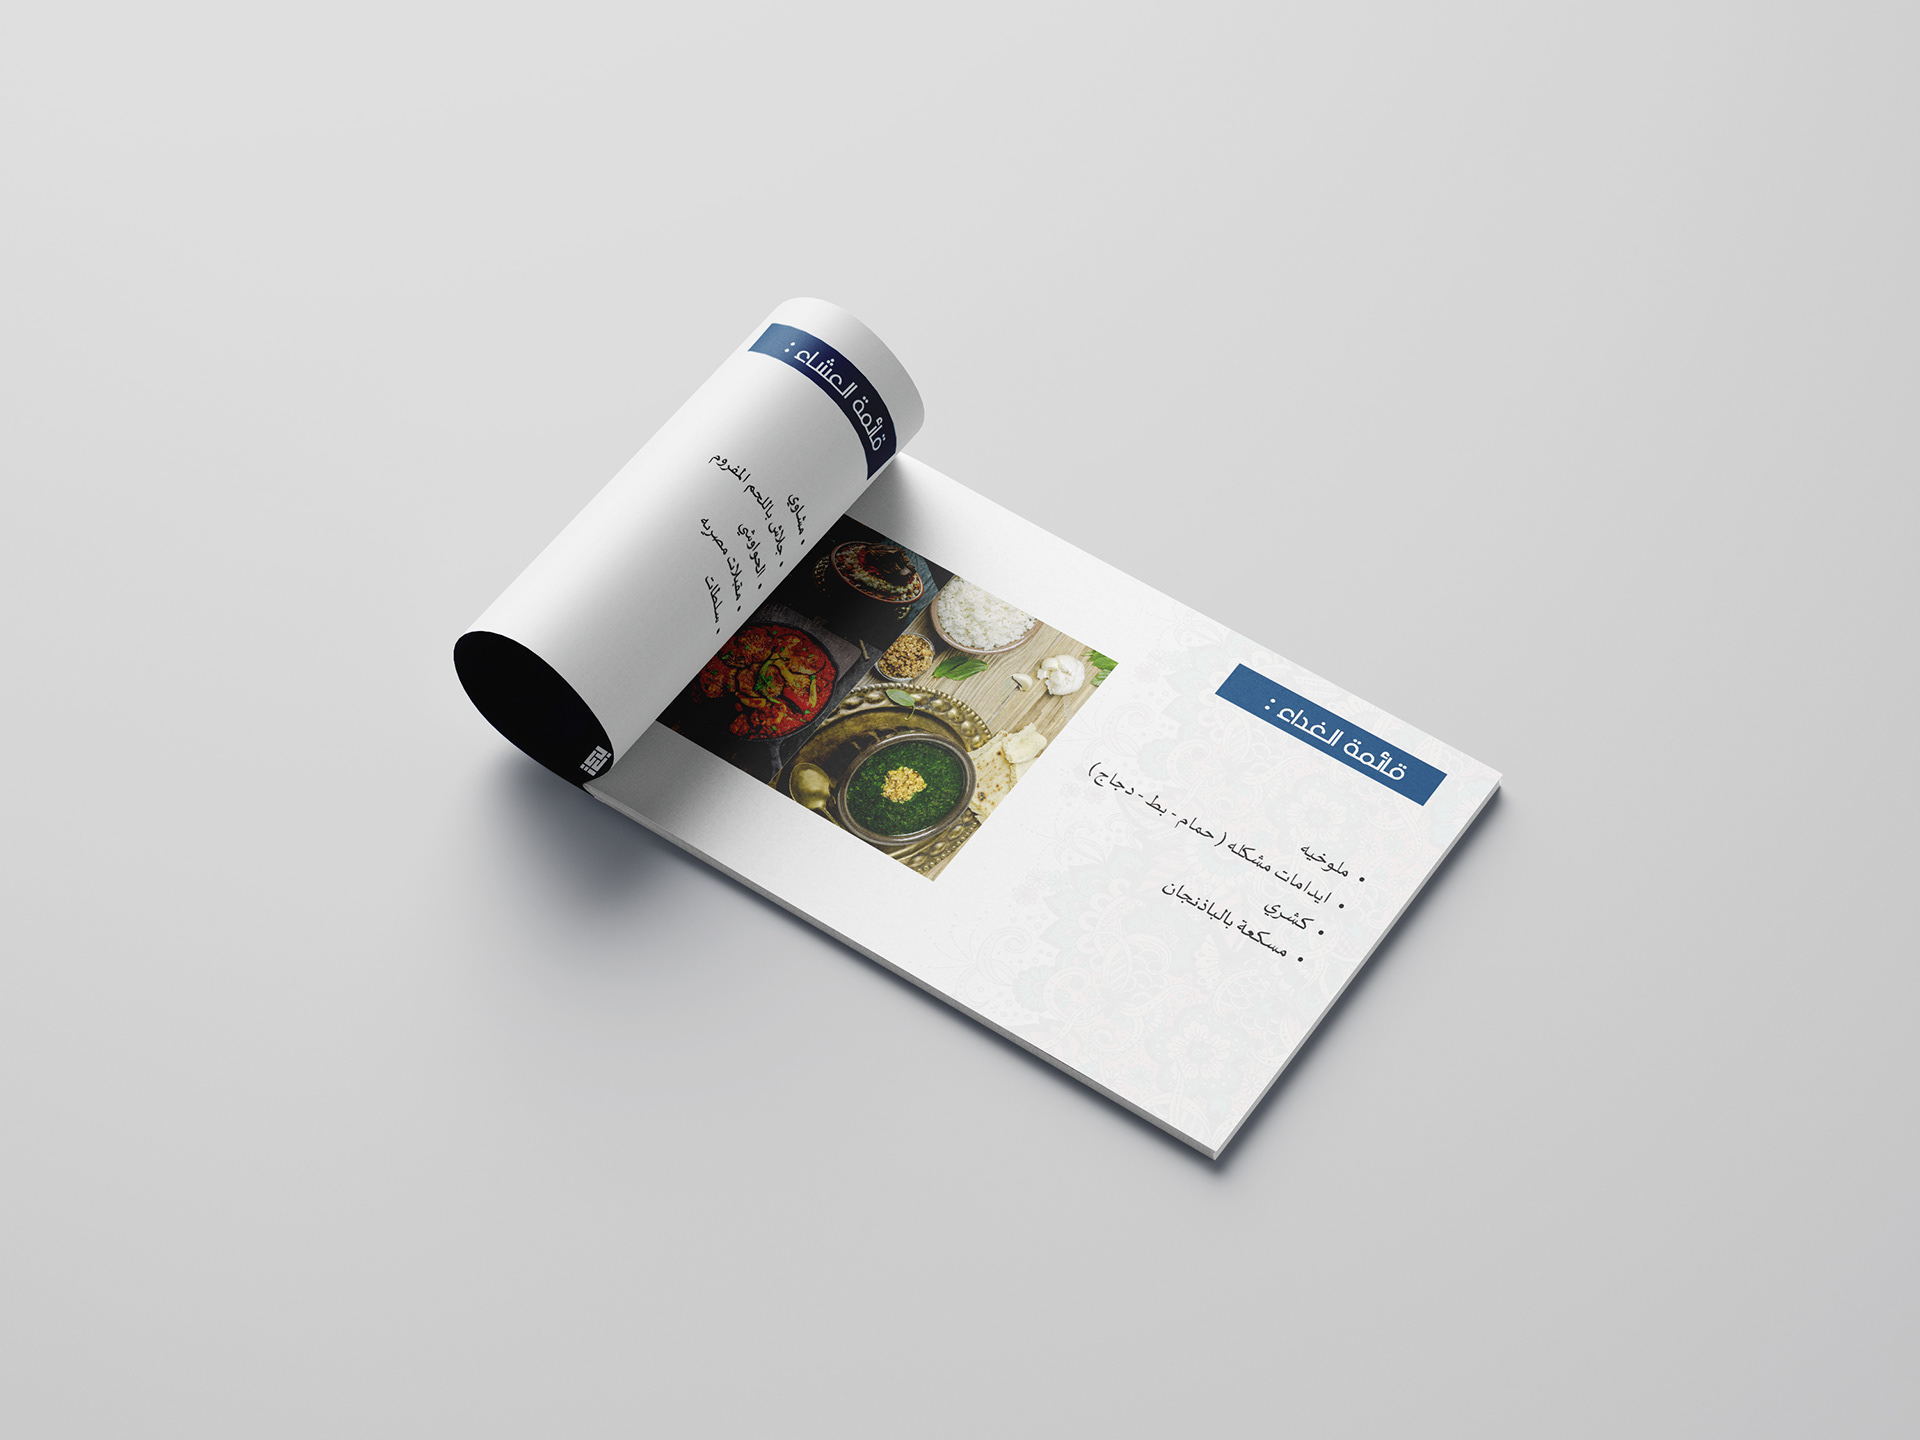 قائمة العشاء :
مشاوي
جلاش باللحم المفروم
الحواوشي
مقبلات مصريه
سلطات
قائمة الغداء :
ملوخيه
ايدامات مشكله ( حمام - بط - دجاج )
كشري
مسكعة بالباذنجان